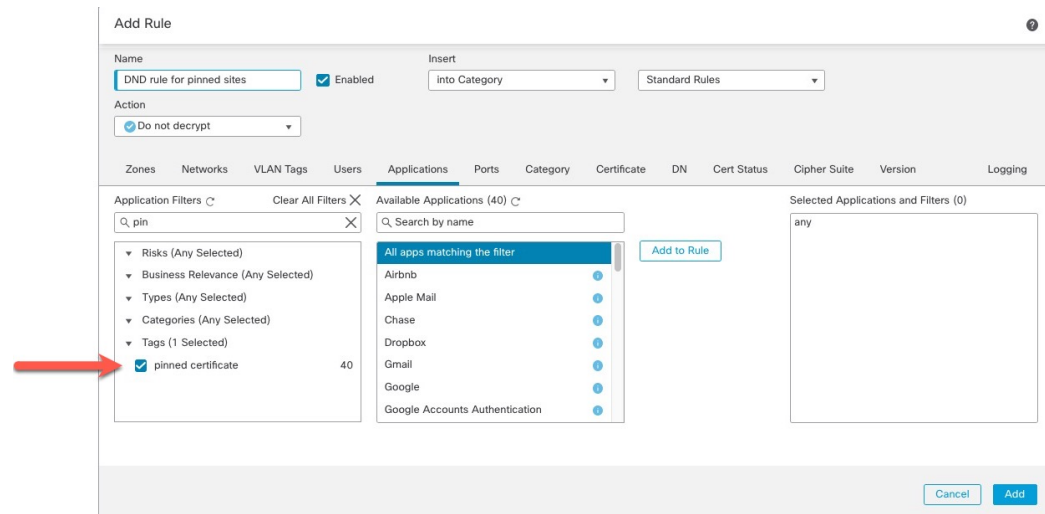 Add Rule
Name
Insert
DND rule for pinned sites
Enabled
into Category
Standard Rules
Action
Do not decrypt
Zones Networks VLAN Tags Users Applications Ports Category Certificate DN Cert Status Cipher Suite Version Logging
Application Filters Clear All Filters Available Applications (40) Selected Applications and Filters (0)
pin
Search by name
any
Risks (Any Selected)
Business Relevance (Any Selected)
Types (Any Selected)
Categories (Any Selected)
Tags (1 Selected)
pinned certificate 40
All apps matching the filter
Airbnb
Apple Mail
Chase
Dropbox
Gmail
Google
Google Accounts Authentication
Add to Rule
Cancel Add